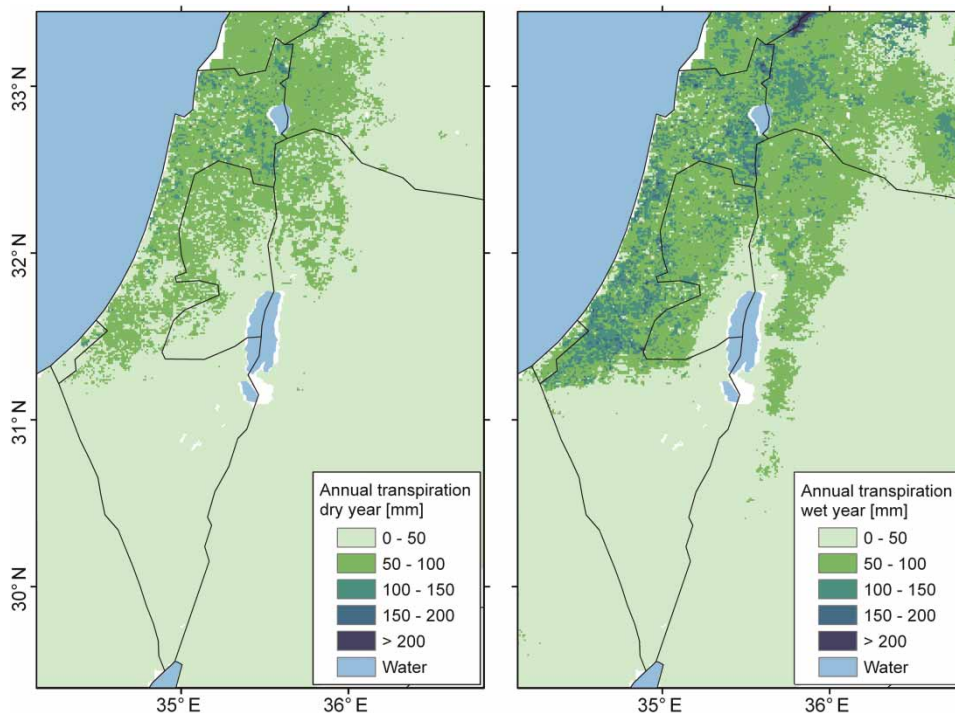 33° N
32° N
31° N
30° N
Annual transpiration
dry year [mm]
0 - 50
50 - 100
100 - 150
150 - 200
> 200
Water
35° E
36° E
Annual transpiration
wet year [mm]
0 - 50
50 - 100
100 - 150
150 - 200
> 200
Water
35° E
36° E